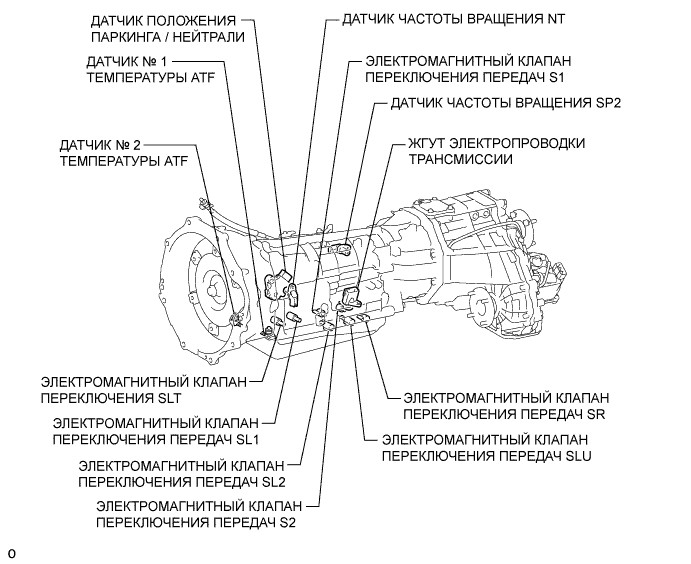 ДАТЧИК ПОЛОЖЕНИЯ
ПАРКИНГА / НЕЙТРАЛИ
ДАТЧИК ЧАСТОТЫ ВРАЩЕНИЯ NT
ДАТЧИК № 1
ТЕМПЕРАТУРЫ ATF
ЭЛЕКТРОМАГНИТНЫЙ КЛАПАН
ПЕРЕКЛЮЧЕНИЯ ПЕРЕДАЧ S1
ДАТЧИК ЧАСТОТЫ ВРАЩЕНИЯ SP2
ДАТЧИК № 2
ТЕМПЕРАТУРЫ ATF
ЖГУТ ЭЛЕКТРОПРОВОДКИ
ТРАНСМИССИИ
ЭЛЕКТРОМАГНИТНЫЙ КЛАПАН
ПЕРЕКЛЮЧЕНИЯ SLT
ЭЛЕКТРОМАГНИТНЫЙ КЛАПАН
ПЕРЕКЛЮЧЕНИЯ ПЕРЕДАЧ SR
ЭЛЕКТРОМАГНИТНЫЙ КЛАПАН
ПЕРЕКЛЮЧЕНИЯ ПЕРЕДАЧ SL1
ЭЛЕКТРОМАГНИТНЫЙ КЛАПАН
ПЕРЕКЛЮЧЕНИЯ ПЕРЕДАЧ SLU
ЭЛЕКТРОМАГНИТНЫЙ КЛАПАН
ПЕРЕКЛЮЧЕНИЯ ПЕРЕДАЧ SL2
ЭЛЕКТРОМАГНИТНЫЙ КЛАПАН
ПЕРЕКЛЮЧЕНИЯ ПЕРЕДАЧ S2
O